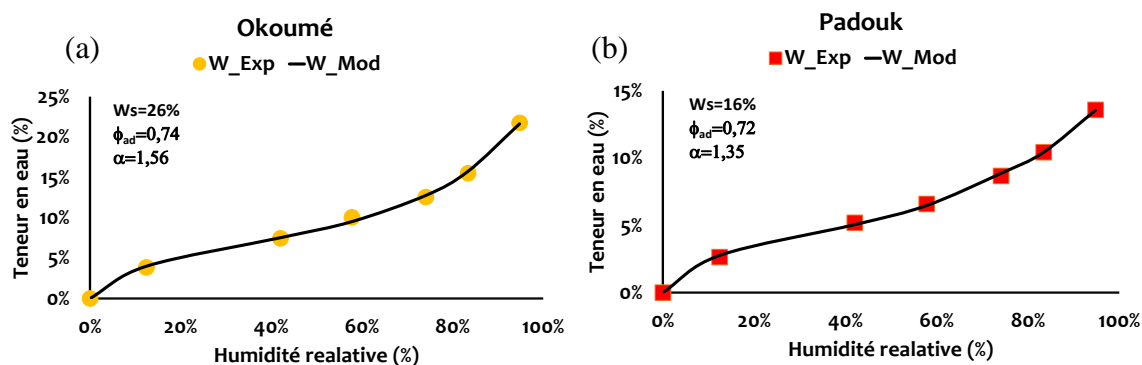 Okoumé
(a)
W_Exp W_Mod
Ws=26%
ϕad=0,74
α=1,56
Teneur en eau (%)
25%
20%
15%
10%
5%
0%
0% 20% 40% 60% 80% 100%
Humidité realative (%)
Padouk
(b)
W_Exp W_Mod
Ws=16%
ϕad=0,72
α=1,35
Teneur en eau (%)
15%
10%
5%
0%
0% 20% 40% 60% 80% 100%
Humidité realative (%)